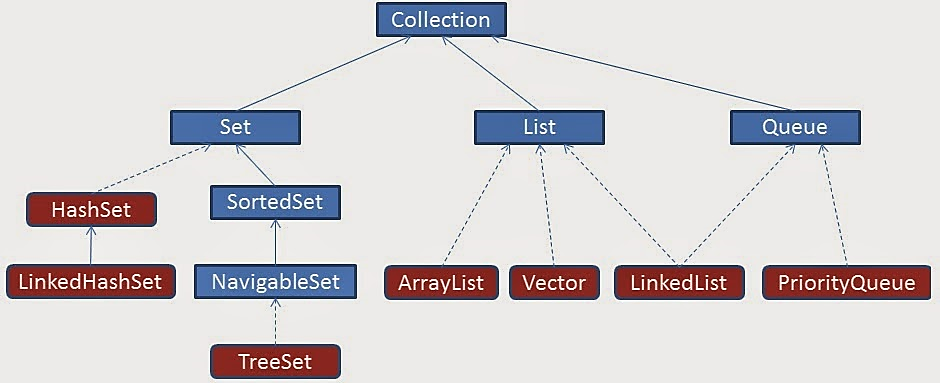 Collection
Set
List
Queue
HashSet
SortedSet
LinkedHashSet
NavigableSet
ArrayList
Vector
LinkedList
PriorityQueue
TreeSet